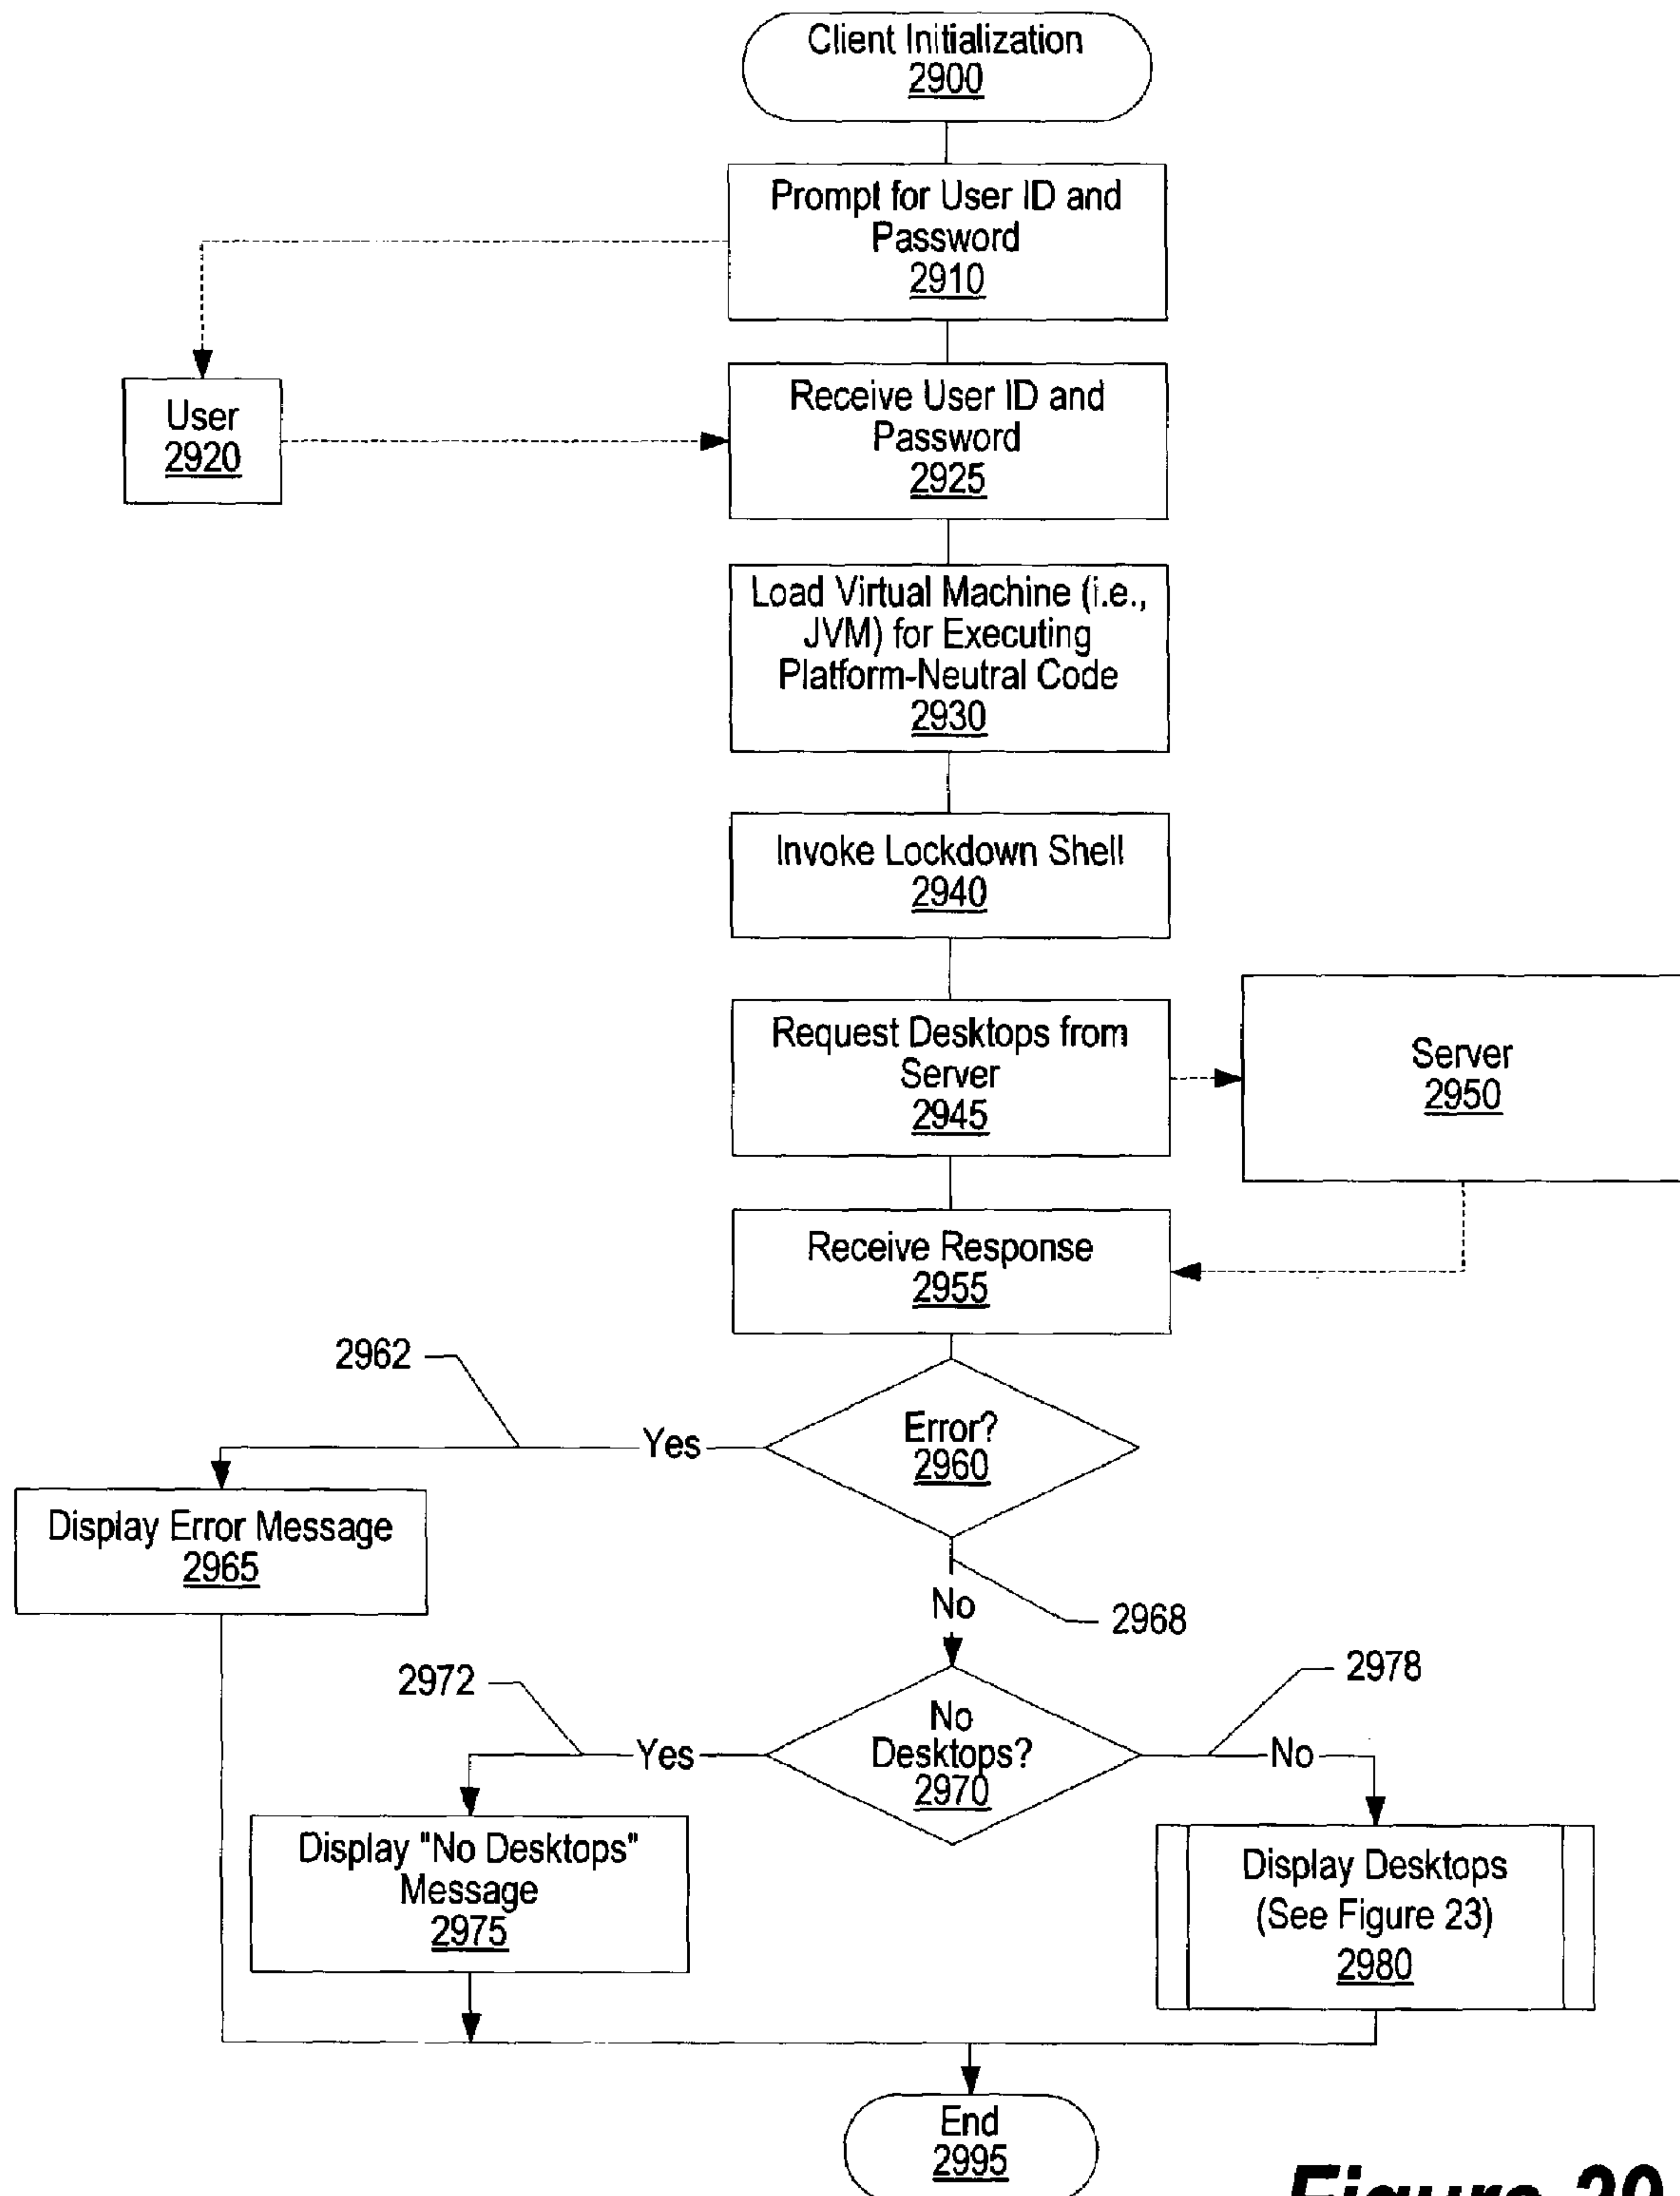 Client Initialization
2900
Prompt for User ID and
Password
2910
User
2920
Receive User ID and
Password
2925
Load Virtual Machine (i.e.,
JVM) for Executing
Platform-Neutral Code
2930
Invoke Lockdown Shell
2940
Request Desktops from
Server
2945
Server
2950
Receive Response
2955
2962
Yes
Error?
2960
Display Error Message
2965
No
2968
2972
2978
Yes
No
Desktops?
2970
No
Display "No Desktops"
Message
2975
Display Desktops
(See Figure 23)
2980
End
2995
Figure 29